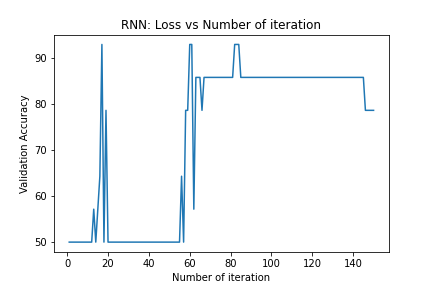 RNN: Loss vs Number of iteration
Validation Accuracy
90
80
70
60
50
0 20 40 60 80 100 120 140
Number of iteration